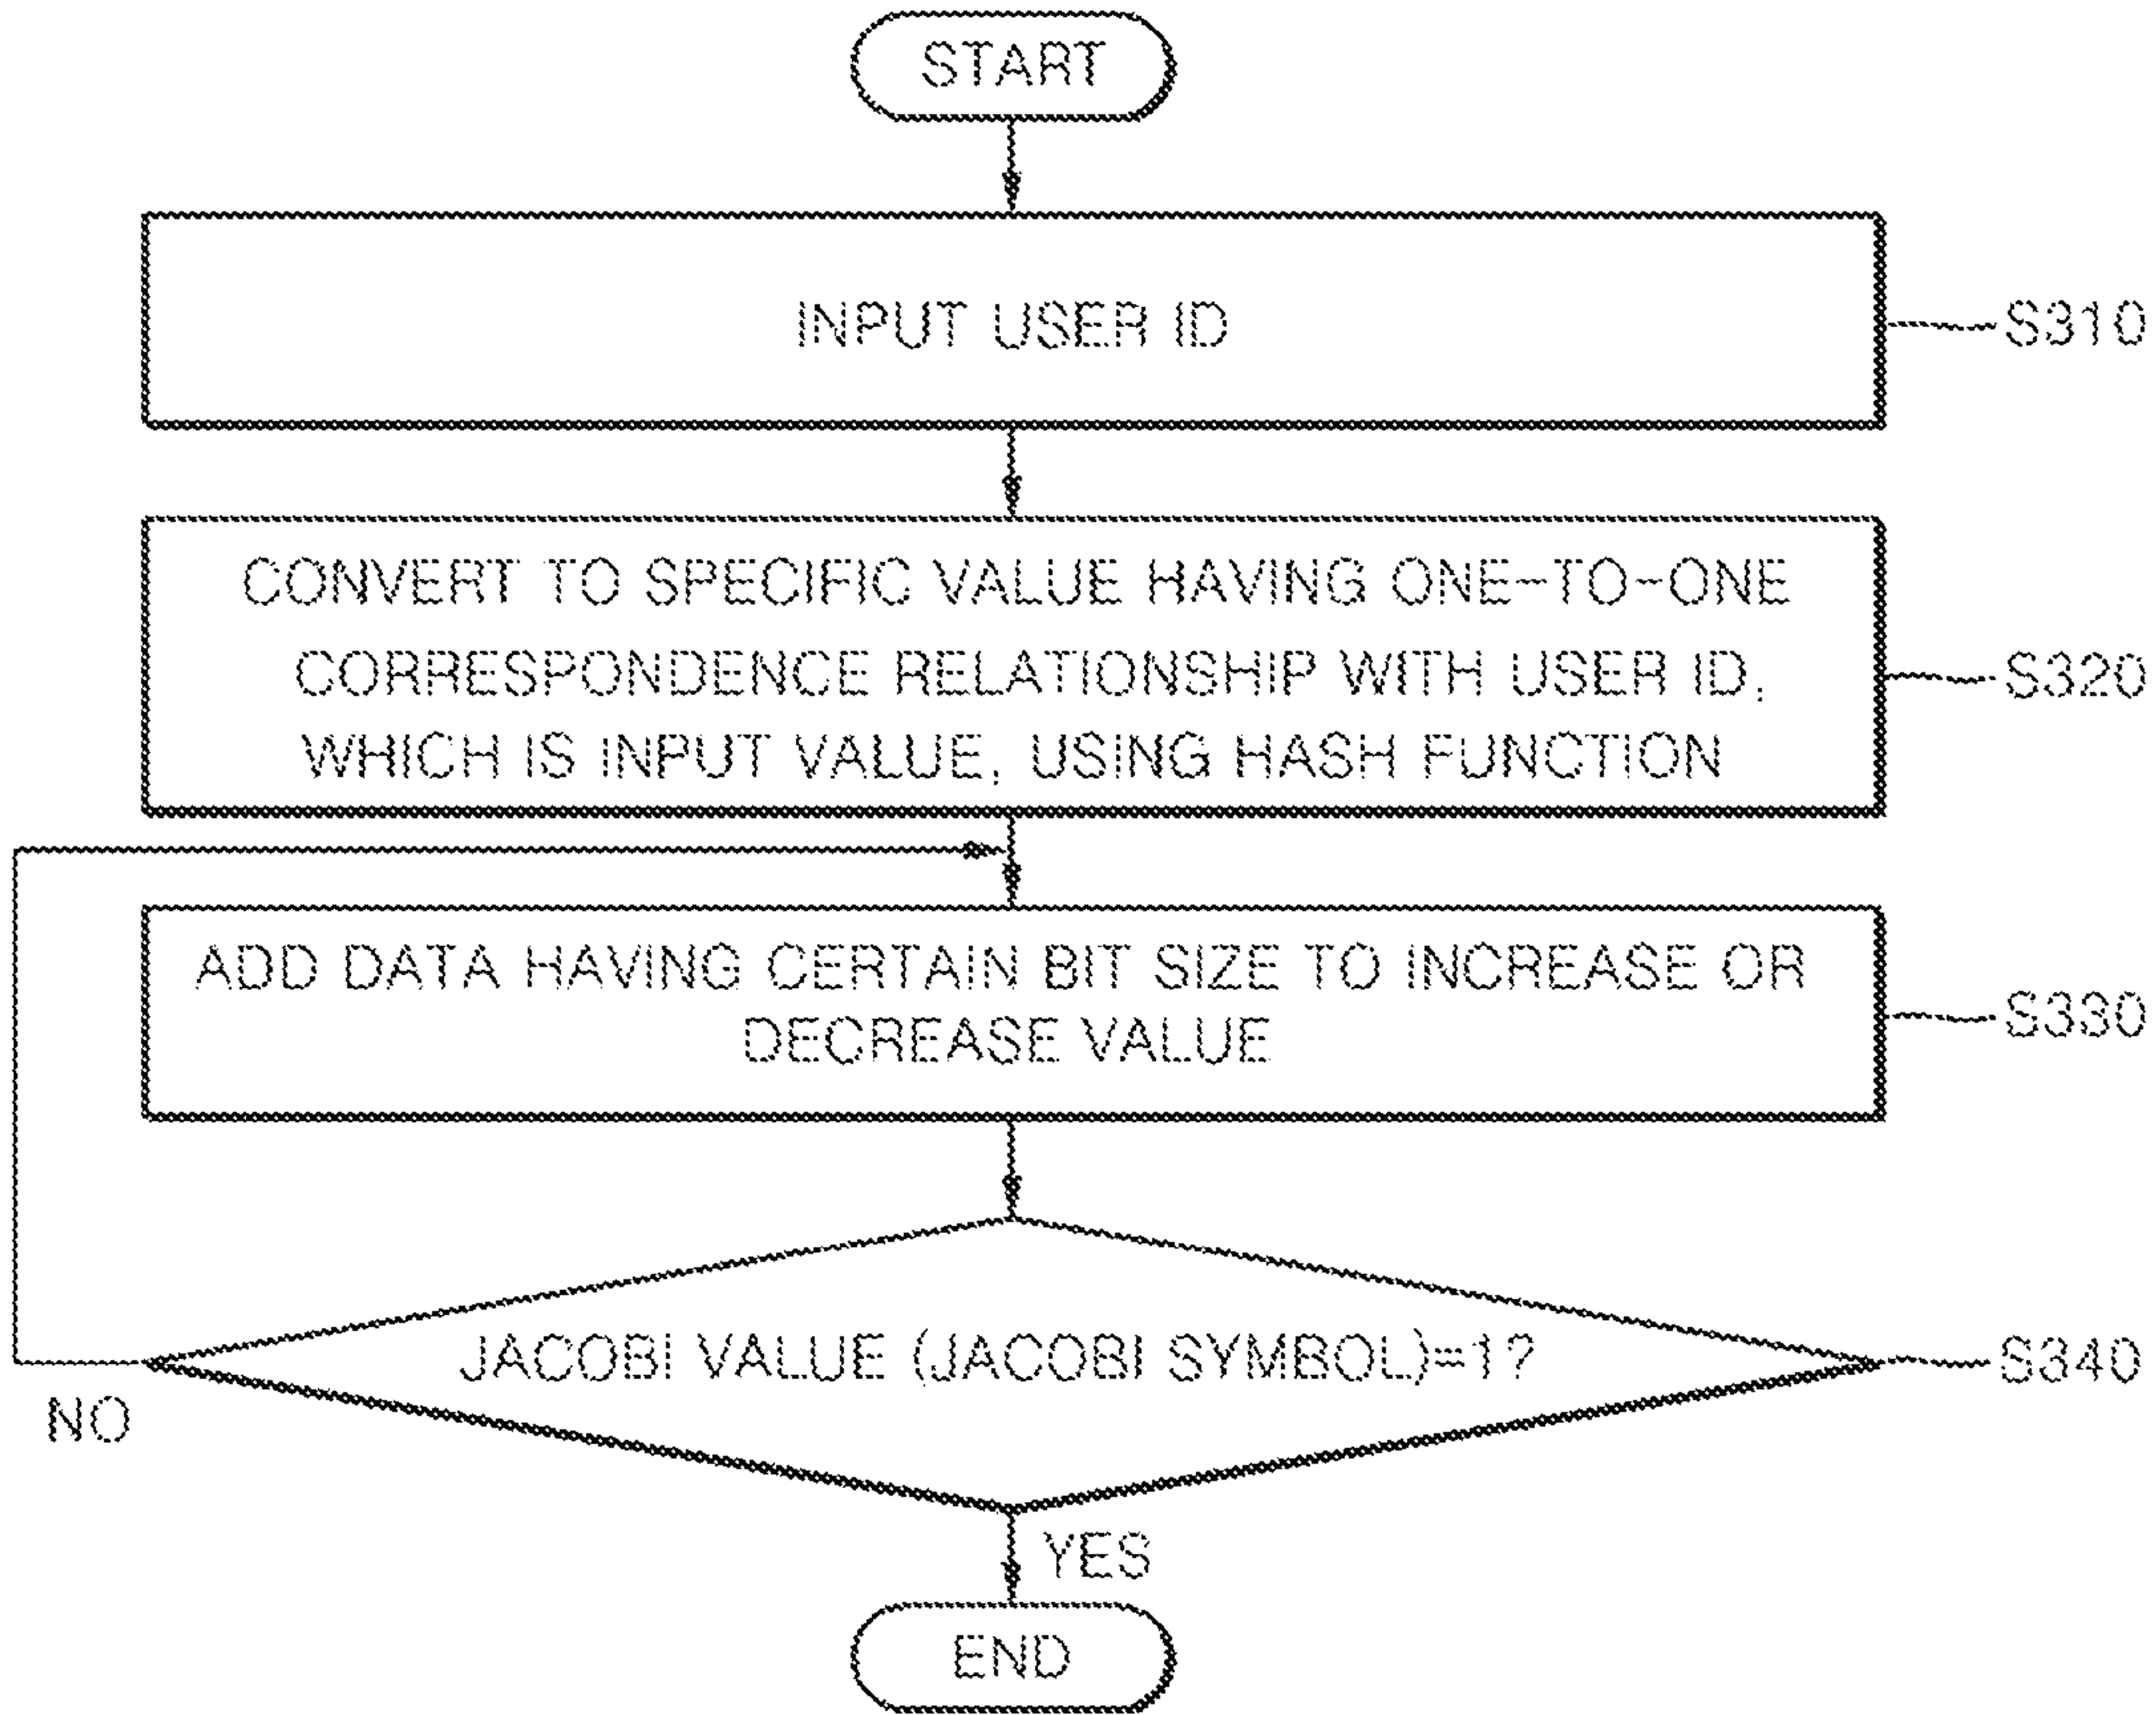 START
INPUT USER ID
S310
CONVERT TO SPECIFIC VALUE HAVING ONE-TO-ONE
CORRESPONDENCE RELATIONSHIP WITH USER ID,
WHICH IS INPUT VALUE, USING HASH FUNCTION
S320
ADD DATA HAVING CERTAIN BIT SIZE TO INCREASE OR
DECREASE VALUE
S330
JACOBI VALUE (JACOBI SYMBOL)=1?
S340
NO
YES
END